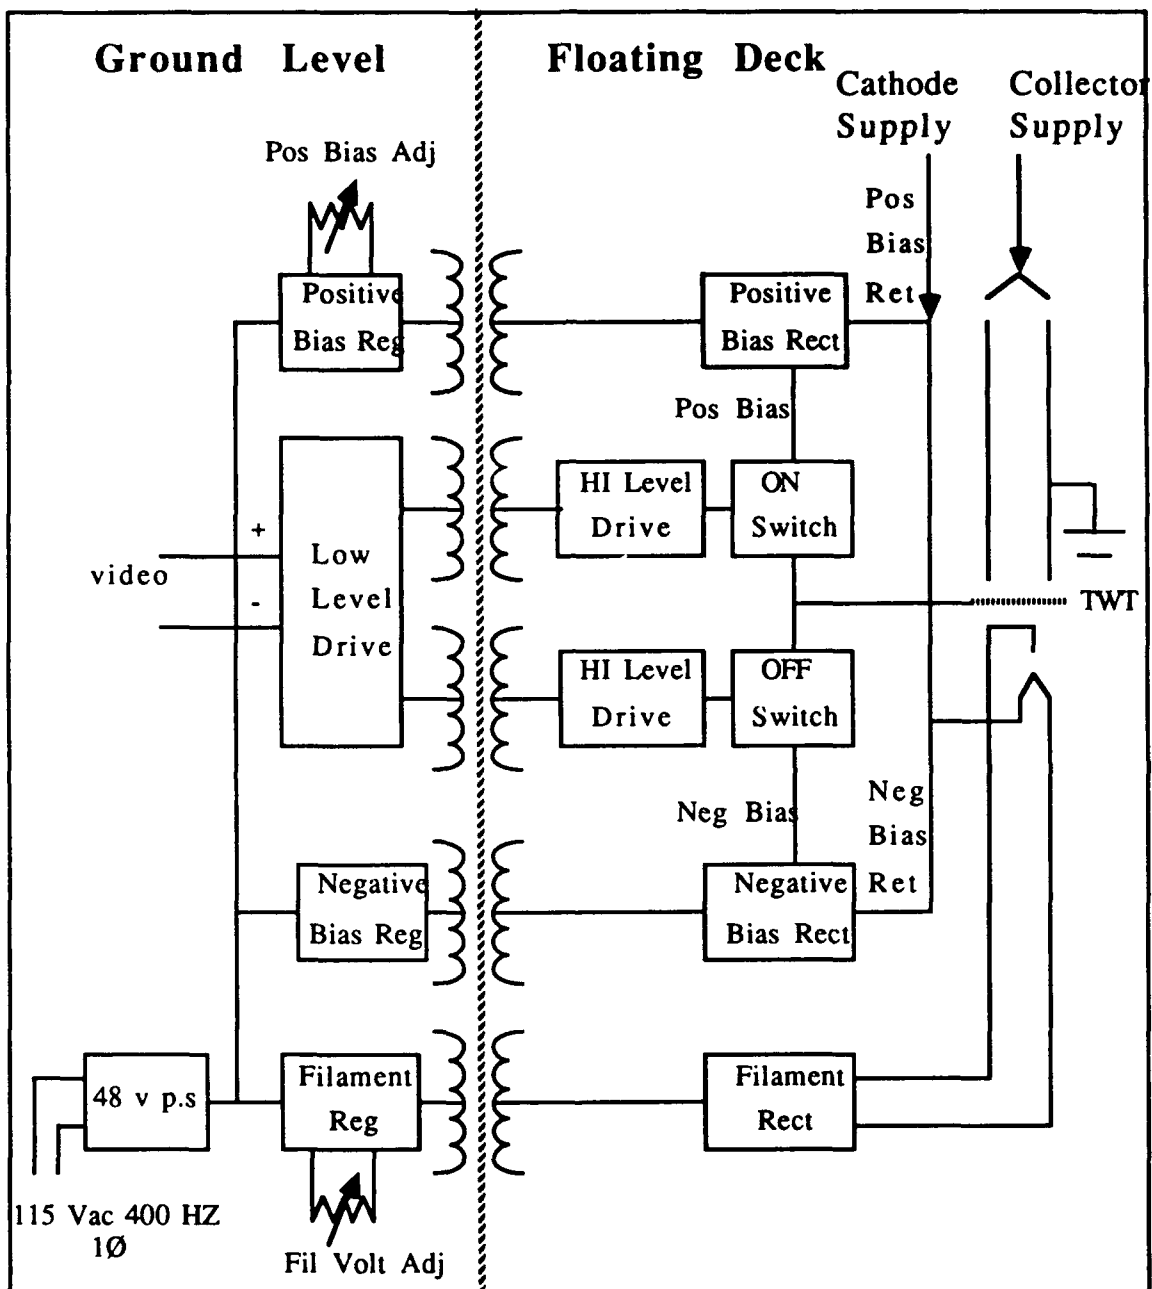 Ground Level
Floating Deck
Cathode
Supply
Collector
Supply
Pos Bias Adj
Pos
Bias
Ret
Positive
Bias Reg
Positive
Bias Rect
Pos Bias
HI Level
Drive
ON
Switch
+
video
-
Low
Level
Drive
TWT
HI Level
Drive
OFF
Switch
Neg Bias
Neg
Bias
Ret
Negative
Bias Reg
Negative
Bias Rect
48 v p.s
Filament
Reg
Filament
Rect
115 Vac 400 HZ
1Ø
Fil Volt Adj